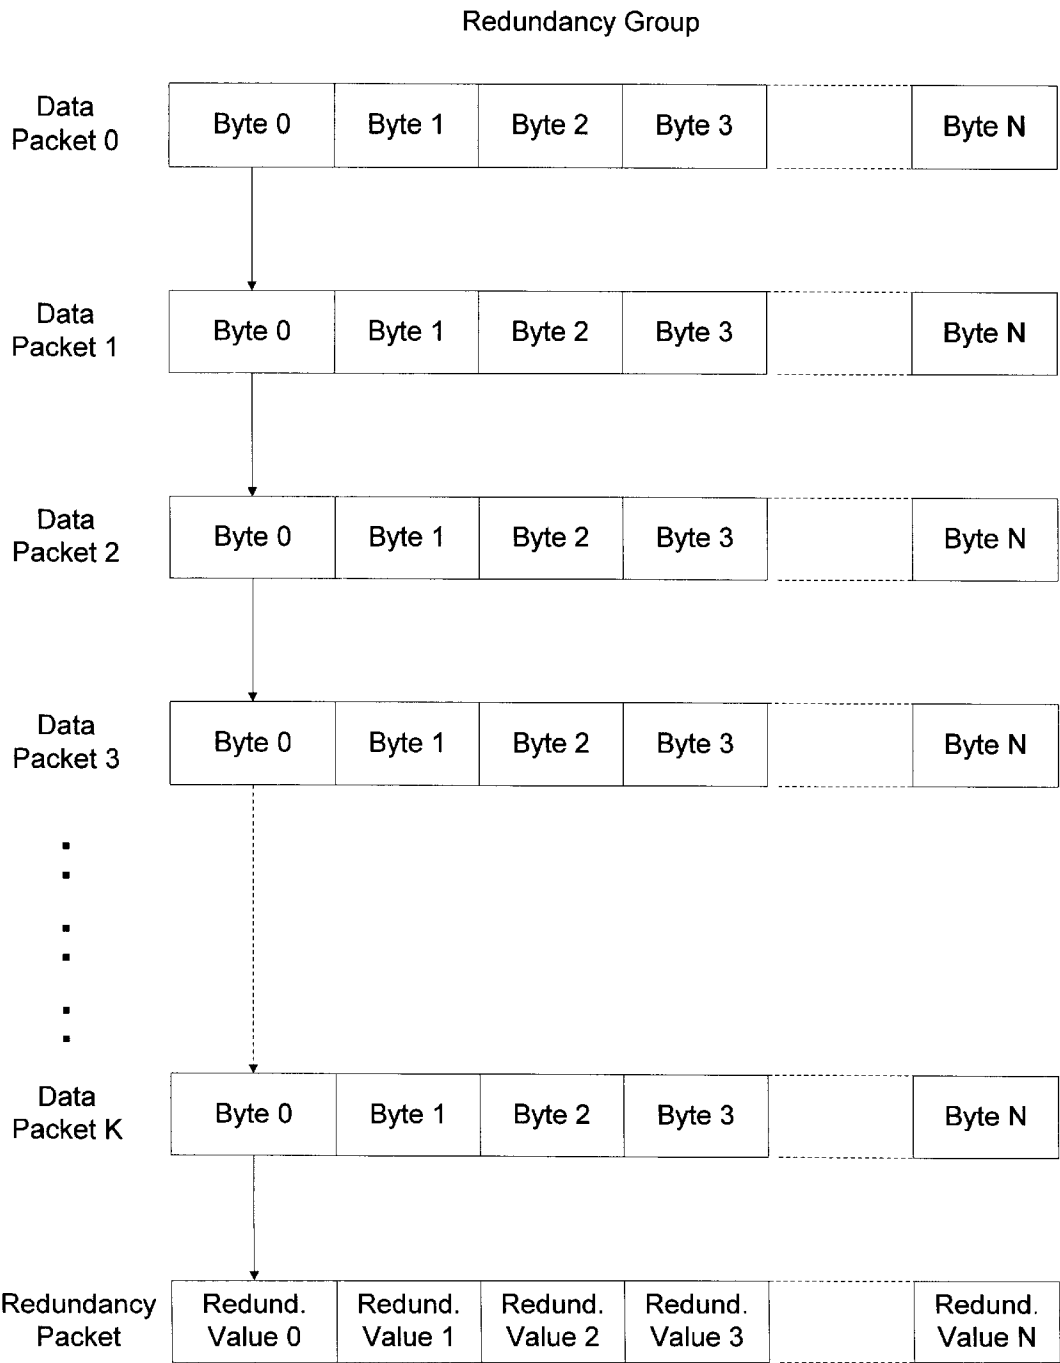 Redundancy Group
Data
Packet 0
Byte 0 Byte 1 Byte 2 Byte 3 Byte N
Data
Packet 1
Byte 0 Byte 1 Byte 2 Byte 3 Byte N
Data
Packet 2
Byte 0 Byte 1 Byte 2 Byte 3 Byte N
Data
Packet 3
Byte 0 Byte 1 Byte 2 Byte 3 Byte N
Data
Packet K
Byte 0 Byte 1 Byte 2 Byte 3 Byte N
Redundancy
Packet
Redund. Redund. Redund. Redund. Redund.
Value 0 Value 1 Value 2 Value 3 Value N